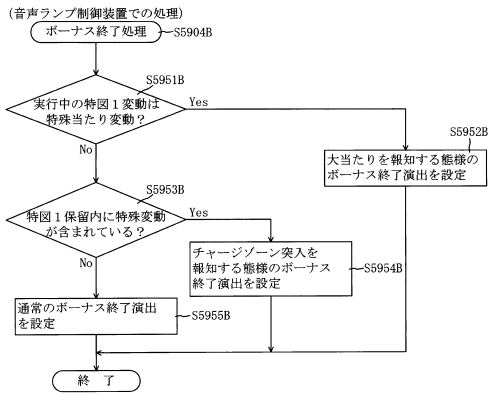 (音声ランプ制御装置での処理)
ボーナス終了処理
S5904B
S5951B
実行中の特図1変動は
特殊当たり変動?
Yes
No
S5952B
大当たりを報知する態様の
ボーナス終了演出を設定
S5953B
特図1保留内に特殊変動
が含まれている?
Yes
No
チャージゾーン突入を
報知する態様のボーナス
終了演出を設定
S5954B
通常のボーナス終了演出
を設定
S5955B
終 了